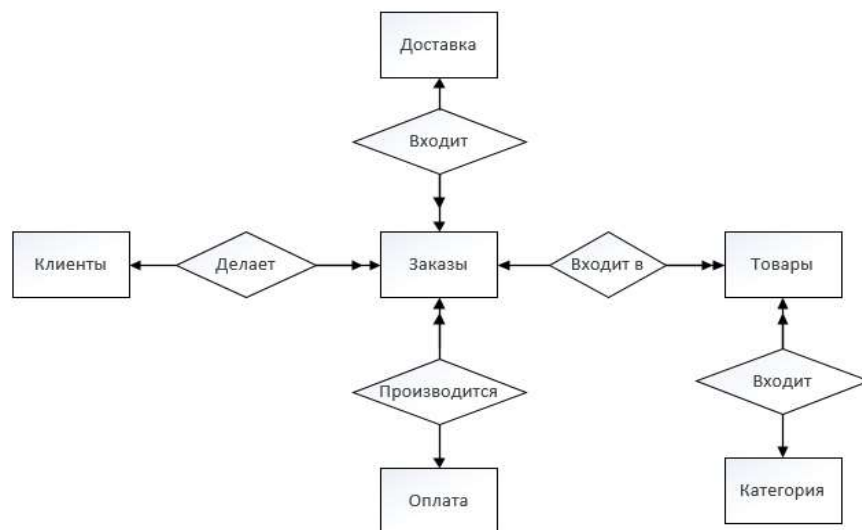 Доставка
Входит
Клиенты
Делает
Заказы
Входит в
Товары
Производится
Входит
Оплата
Категория